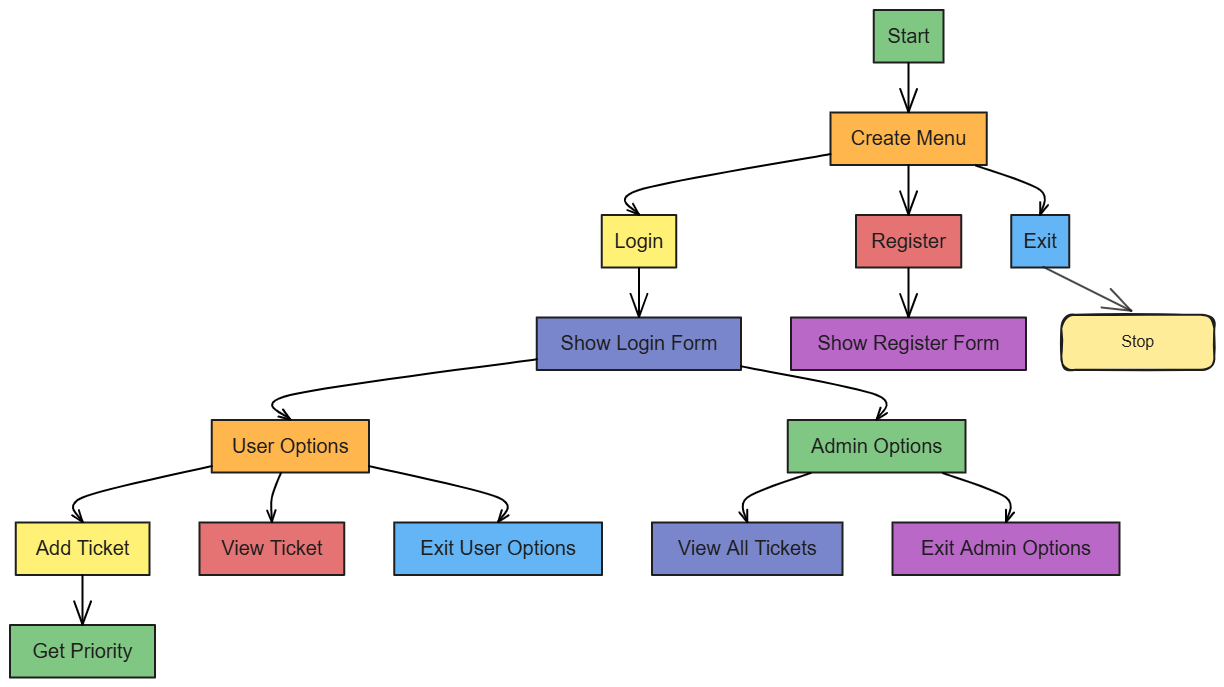 Start
Create Menu
Login
Register
Exit
Show Login Form
Show Register Form
Stop
User Options
Admin Options
Add Ticket
View Ticket
Exit User Options
View All Tickets
Exit Admin Options
Get Priority